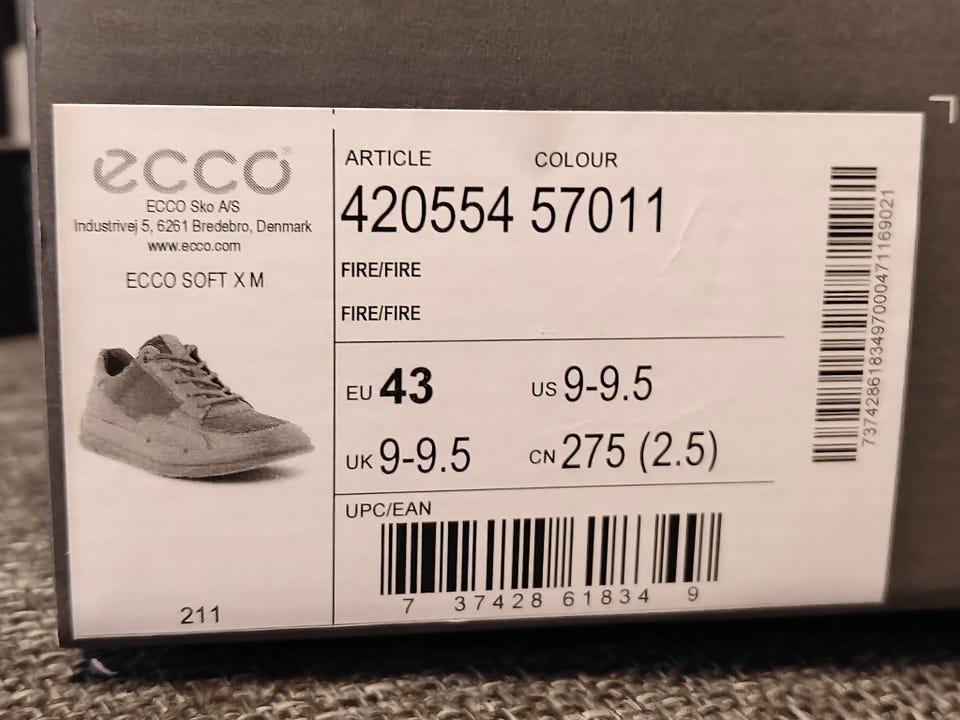 ecco®
ECCO Sko A/S
Industrivej 5, 6261 Bredebro, Denmark
www.ecco.com
ECCO SOFT X M
211
ARTICLE COLOUR
420554 57011
FIRE/FIRE
FIRE/FIRE
EU 43 US 9-9.5
UK 9-9.5 CN 275 (2.5)
UPC/EAN
7 37428 61834 9
737428618349700047116​9021